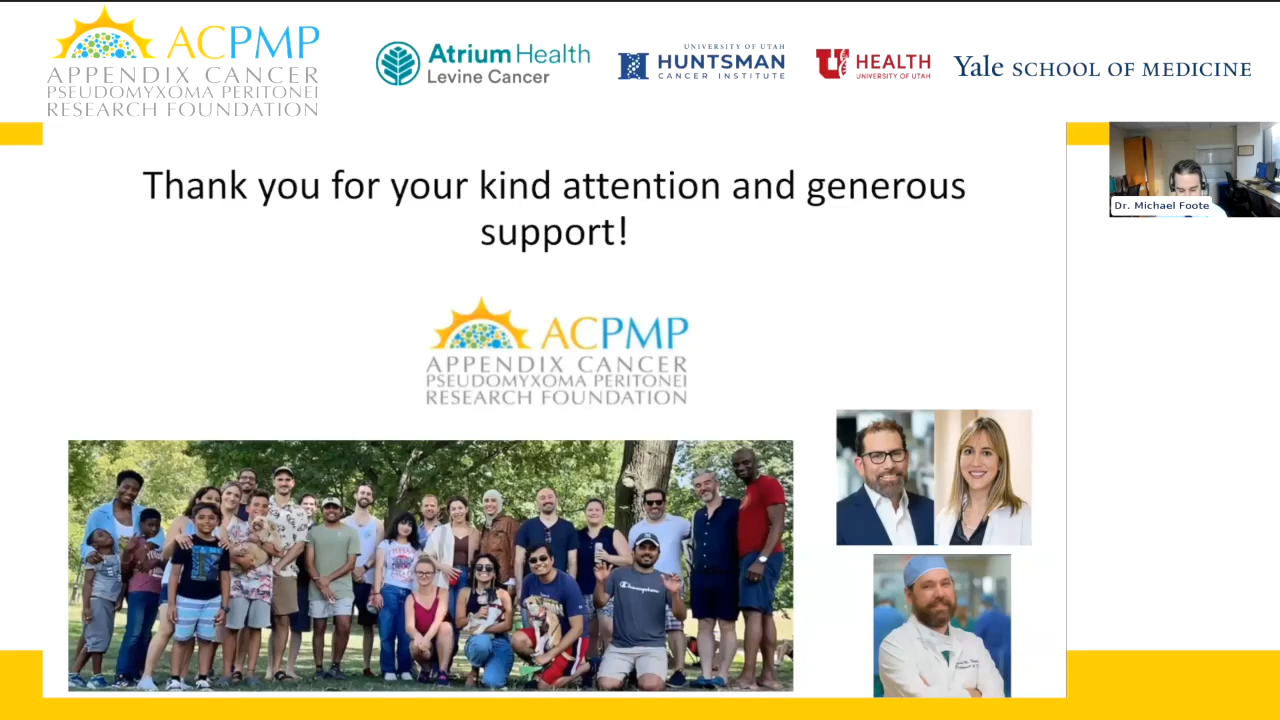 ACPMP
APPENDIX CANCER
PSEUDOMYXOMA PERITONEI
RESEARCH FOUNDATION
Atrium Health
Levine Cancer
UNIVERSITY OF UTAH
HUNTSMAN
CANCER INSTITUTE
U HEALTH
UNIVERSITY OF UTAH
Yale SCHOOL OF MEDICINE
Dr. Michael Foote
Thank you for your kind attention and generous
support!
ACPMP
APPENDIX CANCER
PSEUDOMYXOMA PERITONEI
RESEARCH FOUNDATION
Champion